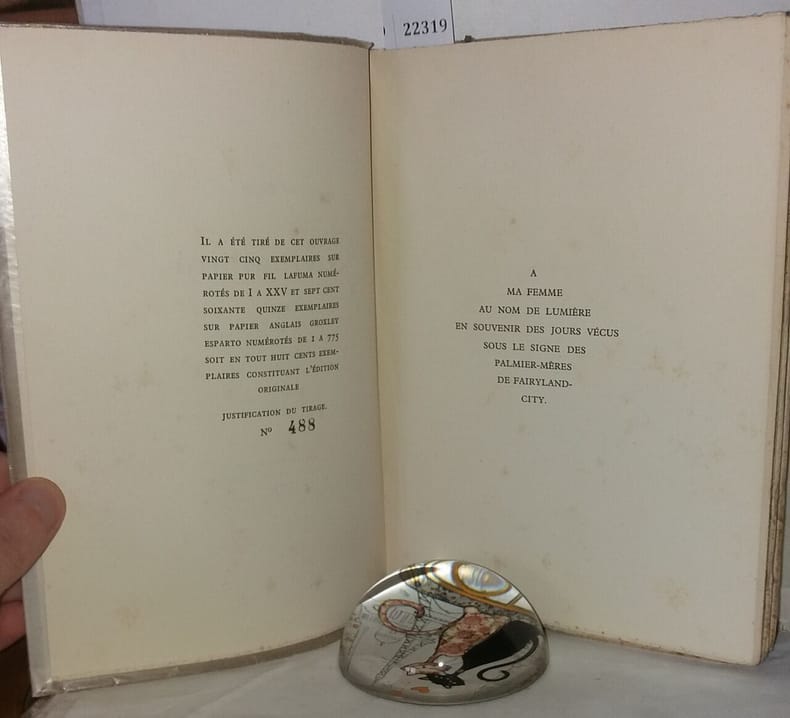 22319
IL A ÉTÉ TIRÉ DE CET OUVRAGE
VINGT CINQ EXEMPLAIRES SUR
PAPIER PUR FIL LAFUMA NUMÉ-
ROTÉS DE I A XXV ET SEPT CENT
SOIXANTE QUINZE EXEMPLAIRES
SUR PAPIER ANGLAIS GROXLEY
ESPARTO NUMÉROTÉS DE 1 A 775
SOIT EN TOUT HUIT CENTS EXEM-
PLAIRES CONSTITUANT L'ÉDITION
ORIGINALE
JUSTIFICATION DU TIRAGE.
Nº 488
A
MA FEMME
AU NOM DE LUMIÈRE
EN SOUVENIR DES JOURS VÉCUS
SOUS LE SIGNE DES
PALMIER-MÈRES
DE FAIRYLAND-
CITY.